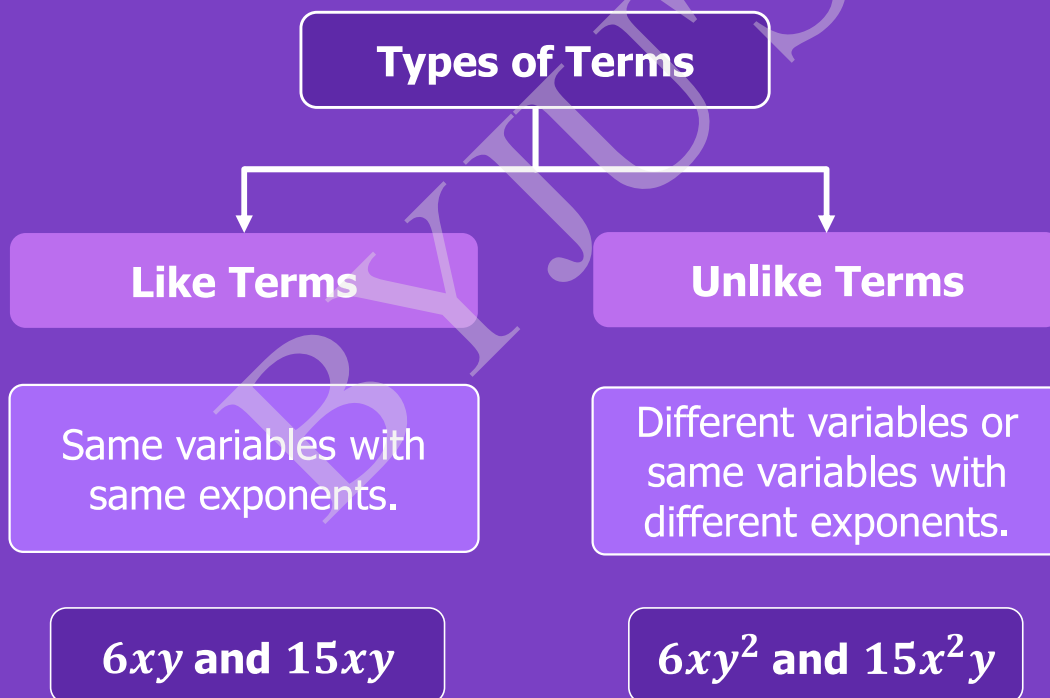 Types of Terms
Like Terms
Unlike Terms
Same variables with
same exponents.
Different variables or
same variables with
different exponents.
6xy and 15xy
6xy² and 15x²y
BYJU'S